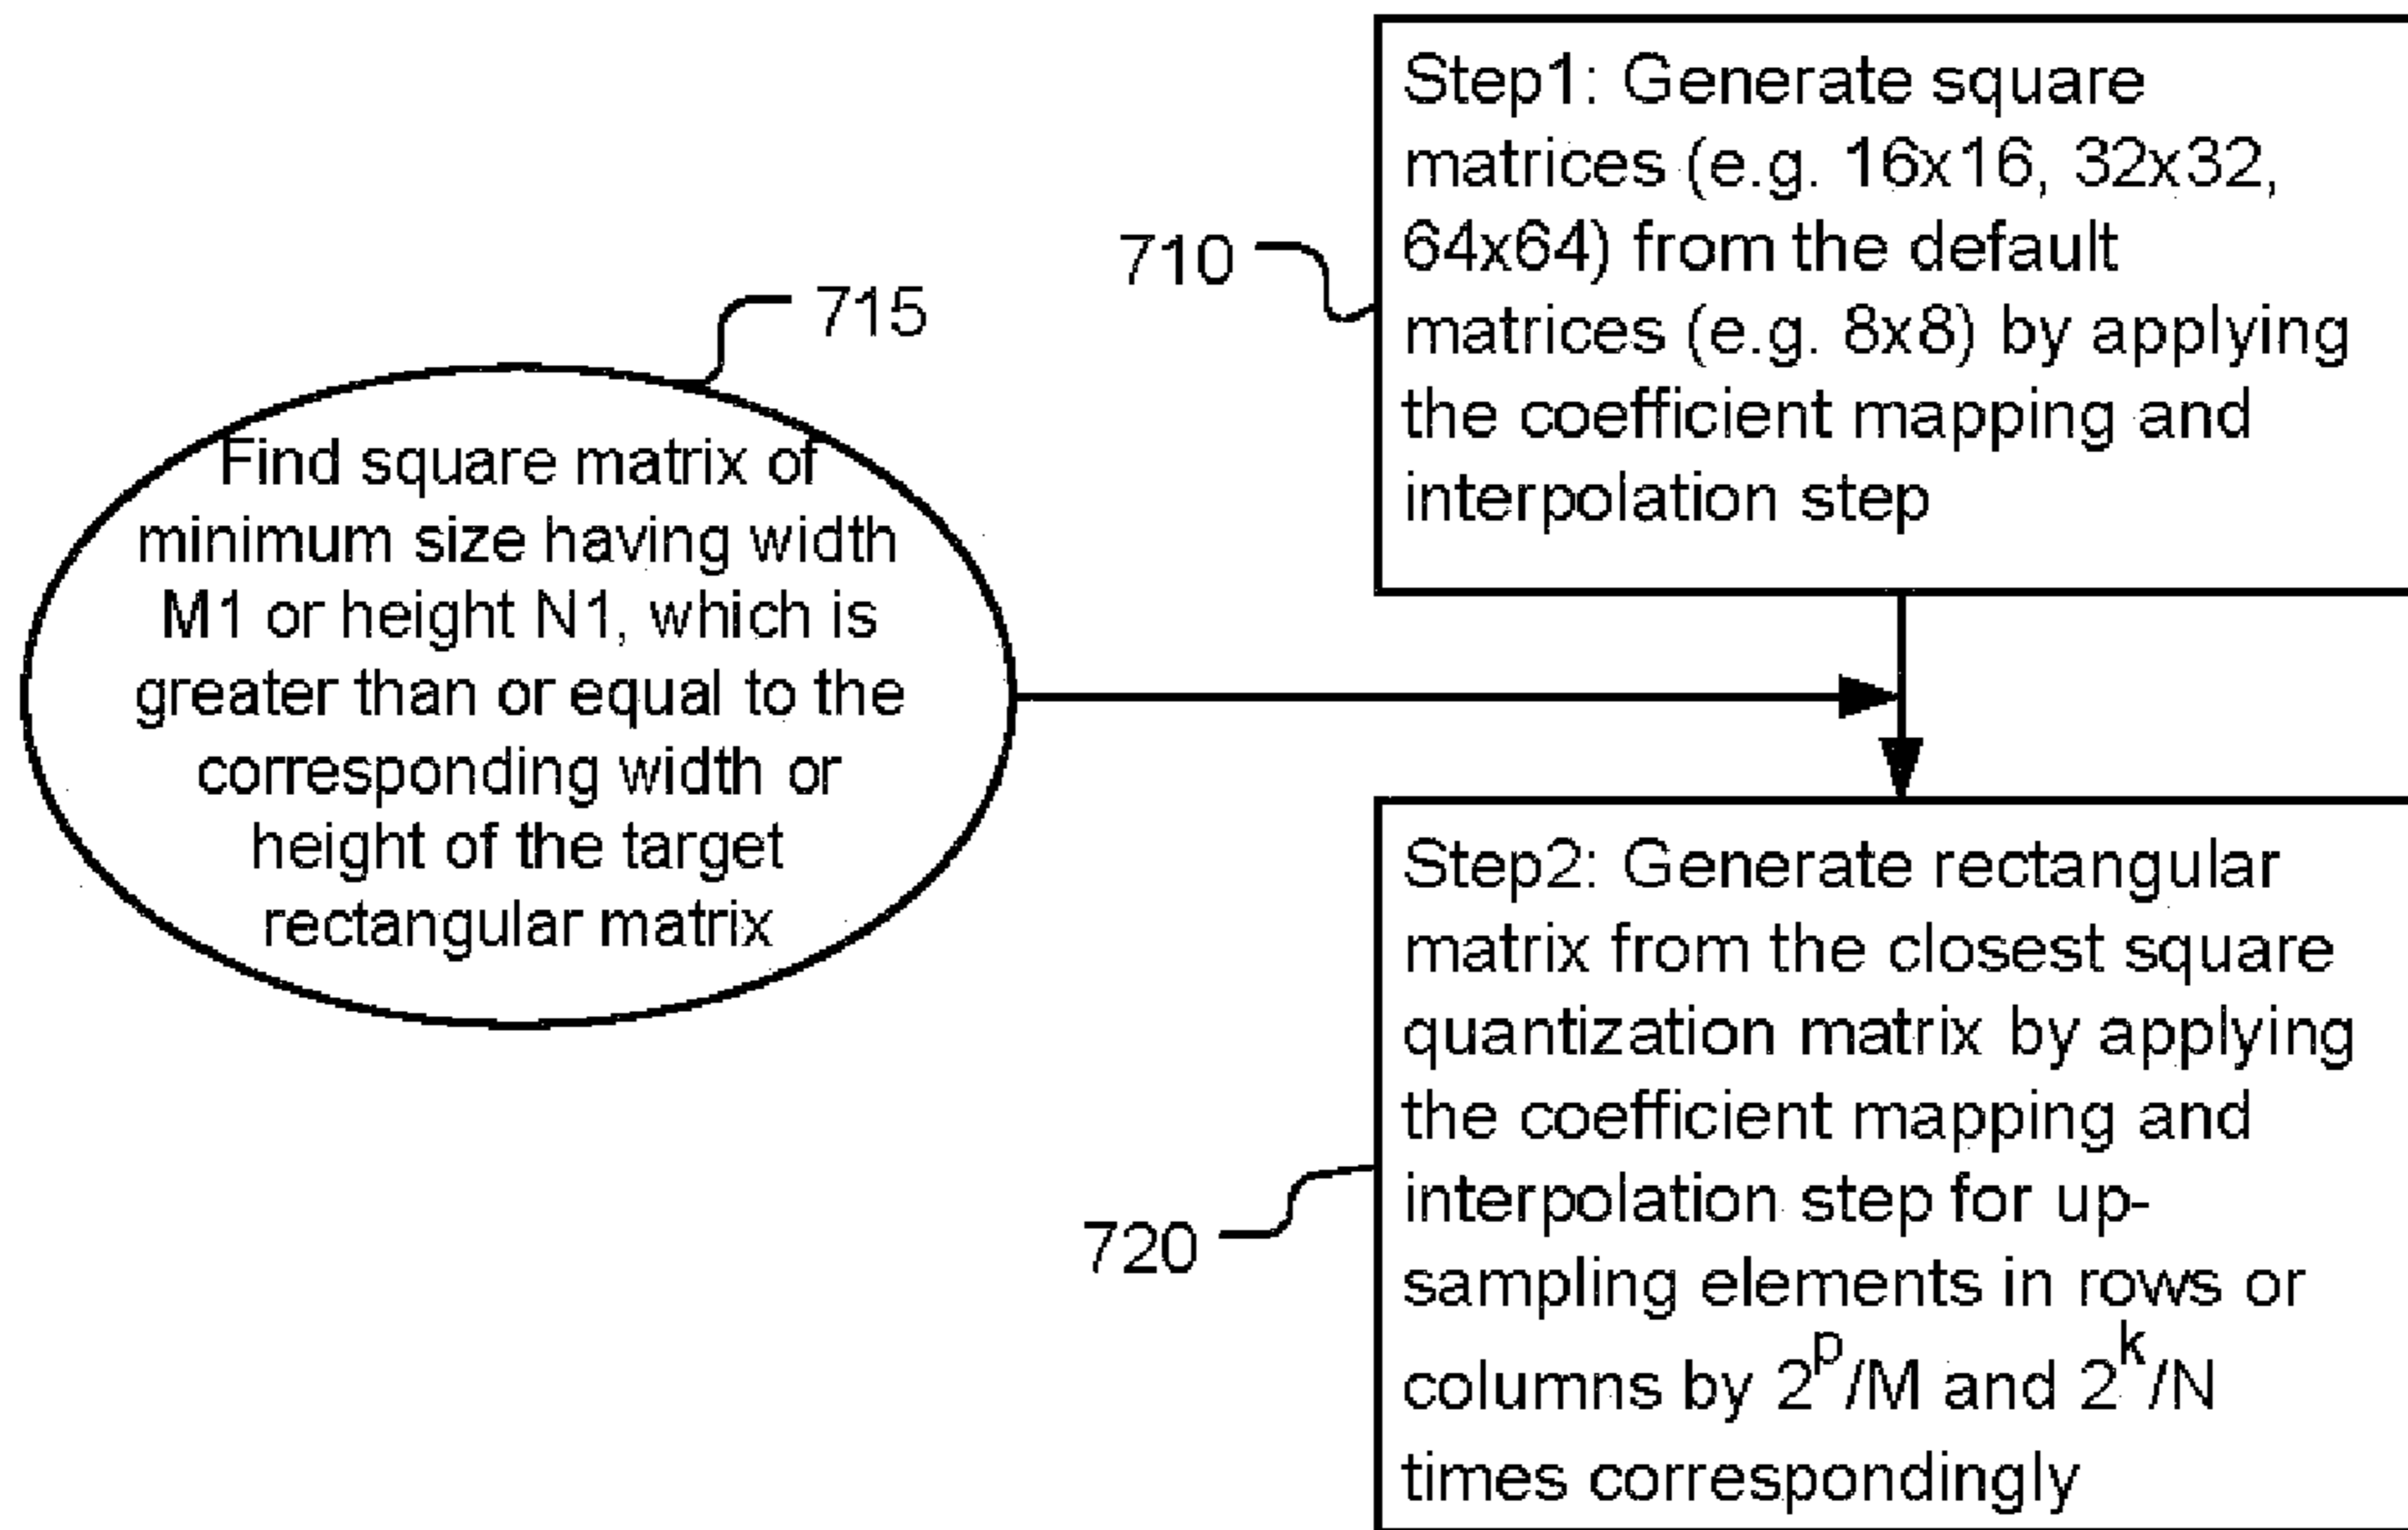 Step1: Generate square
matrices (e.g. 16x16, 32x32,
64x64) from the default
matrices (e.g. 8x8) by applying
the coefficient mapping and
interpolation step
710
715
Find square matrix of
minimum size having width
M1 or height N1, which is
greater than or equal to the
corresponding width or
height of the target
rectangular matrix
Step2: Generate rectangular
matrix from the closest square
quantization matrix by applying
the coefficient mapping and
interpolation step for up-
sampling elements in rows or
columns by 2^p/M and 2^k/N
times correspondingly
720